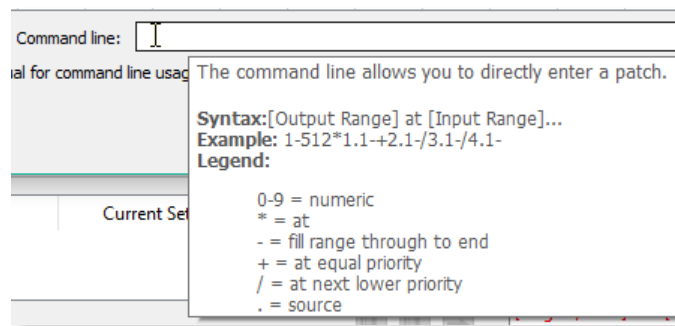 Command line:
The command line allows you to directly enter a patch.
al for command line usag
Syntax:[Output Range] at [Input Range]...
Example: 1-512*1.1-+2.1-/3.1-/4.1-
Legend:
0-9 = numeric
* = at
- = fill range through to end
+ = at equal priority
/ = at next lower priority
. = source
Current Set